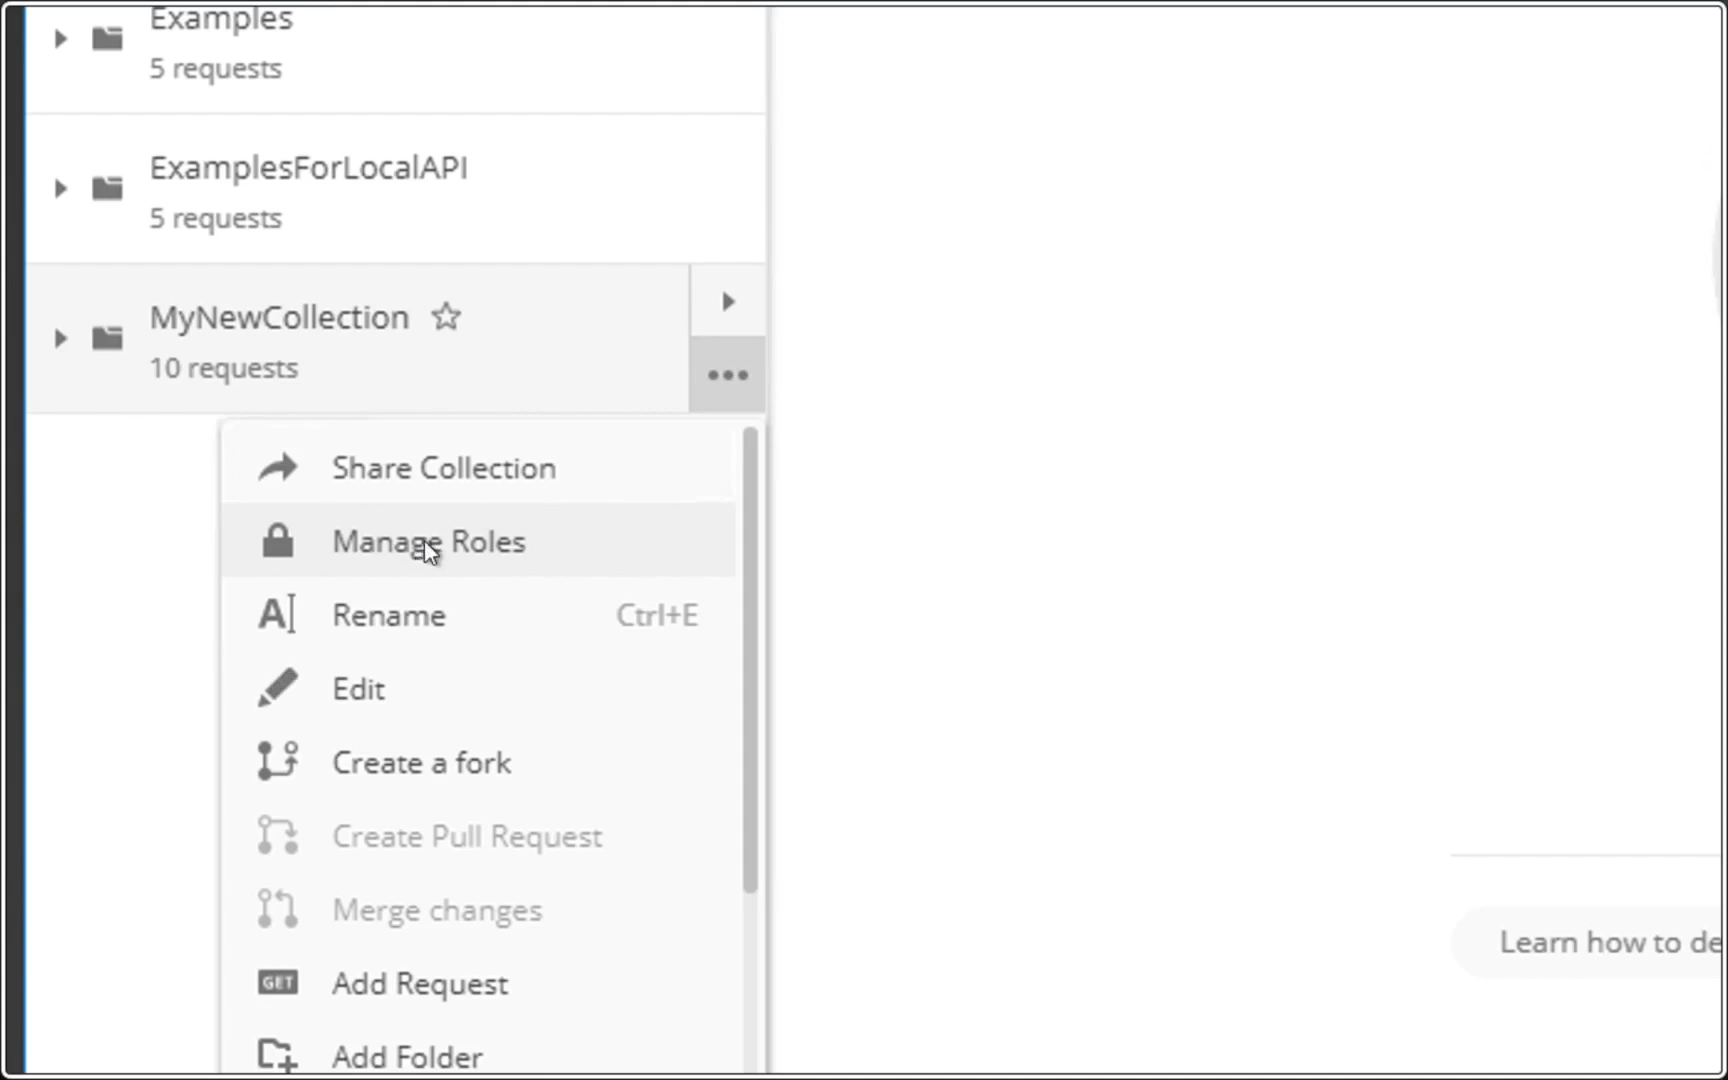 Examples
5 requests
ExamplesForLocalAPI
5 requests
MyNewCollection
10 requests
Share Collection
Manage Roles
Rename Ctrl+E
Edit
Create a fork
Create Pull Request
Merge changes
GET Add Request
Learn how to de
Add Folder